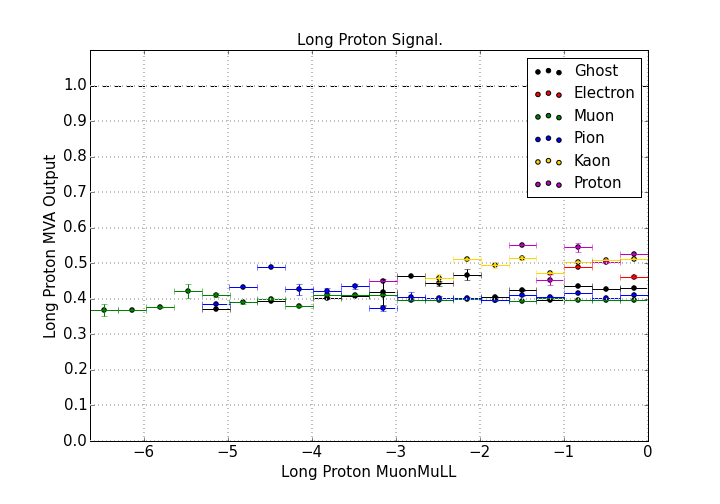 Long Proton Signal.
Long Proton MVA Output
1.0
0.9
0.8
0.7
0.6
0.5
0.4
0.3
0.2
0.1
0.0
Ghost
Electron
Muon
Pion
Kaon
Proton
−6 −5 −4 −3 −2 −1 0
Long Proton MuonMuLL